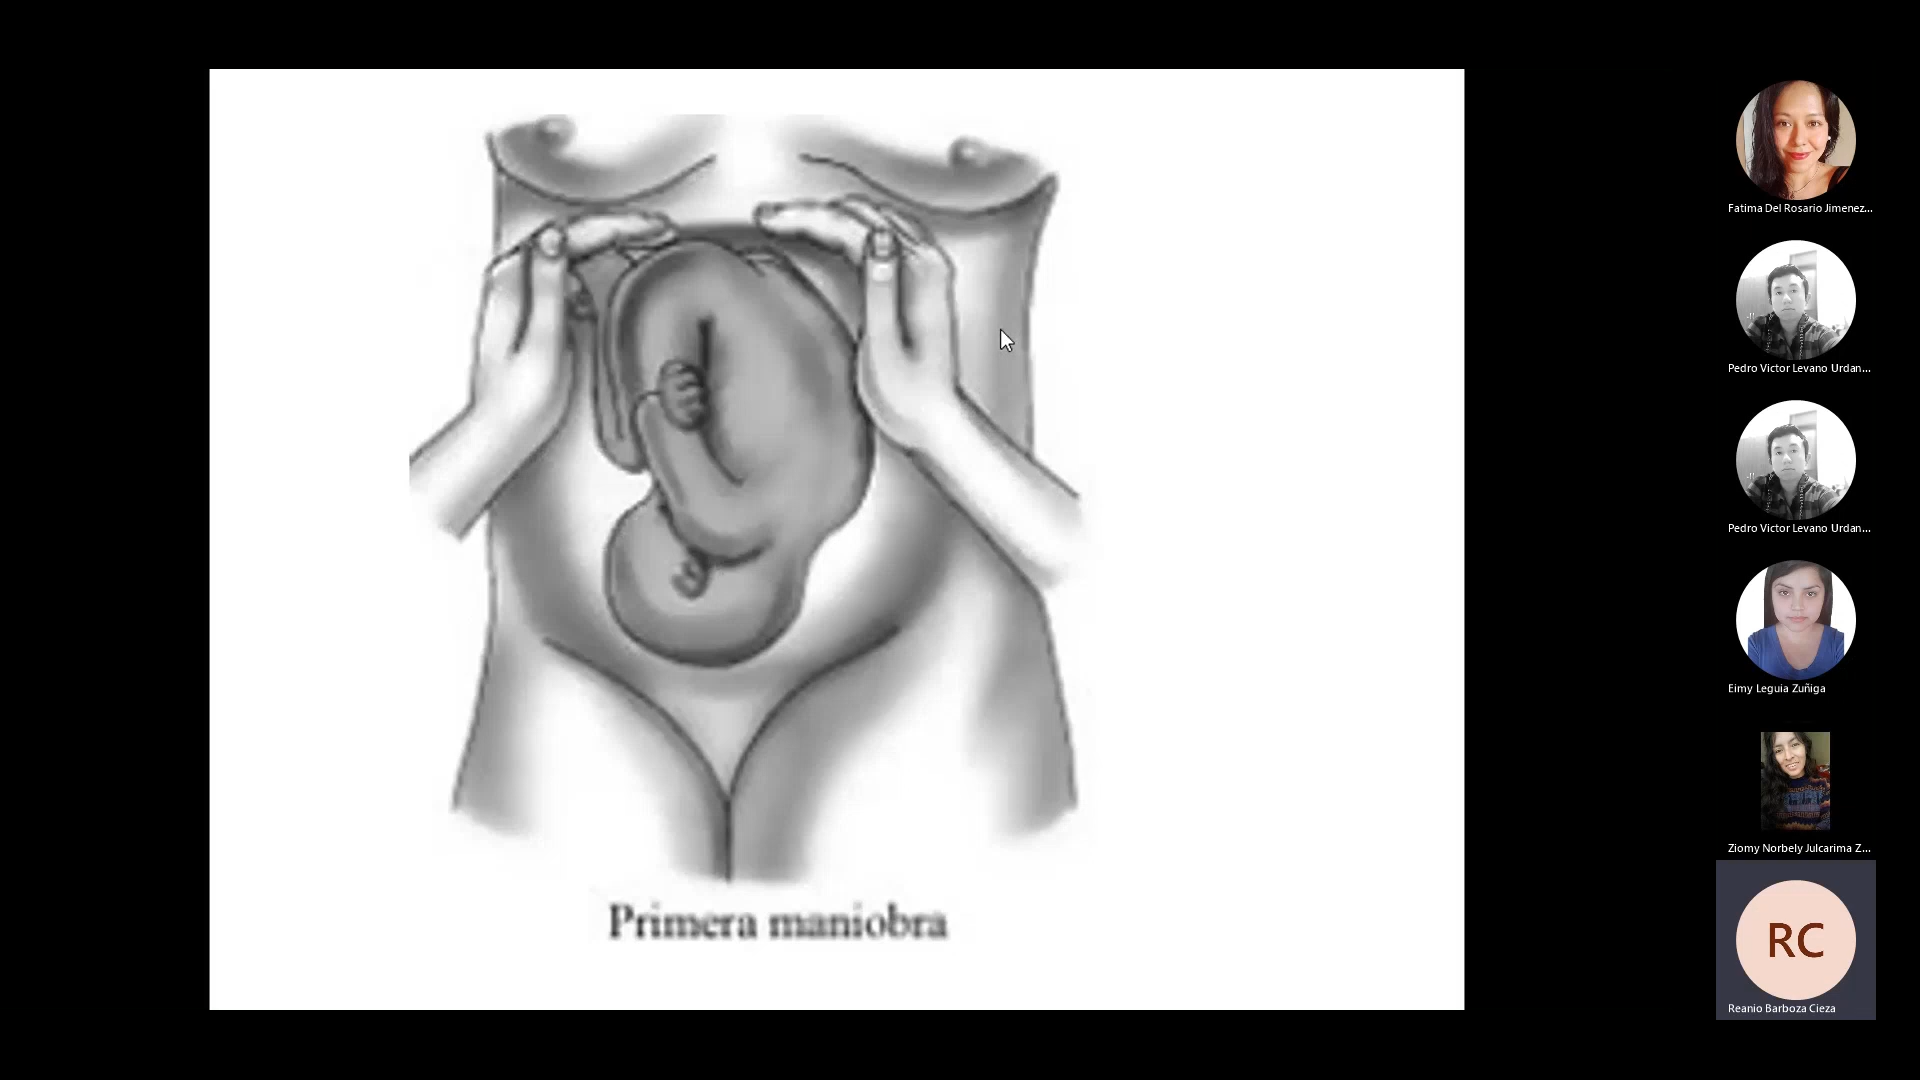 Primera maniobra
Fatima Del Rosario Jimenez...
Pedro Victor Levano Urdan...
Pedro Victor Levano Urdan...
Eimy Leguia Zuñiga
Ziomy Norbely Julcarima Z...
RC
Reanio Barboza Cieza